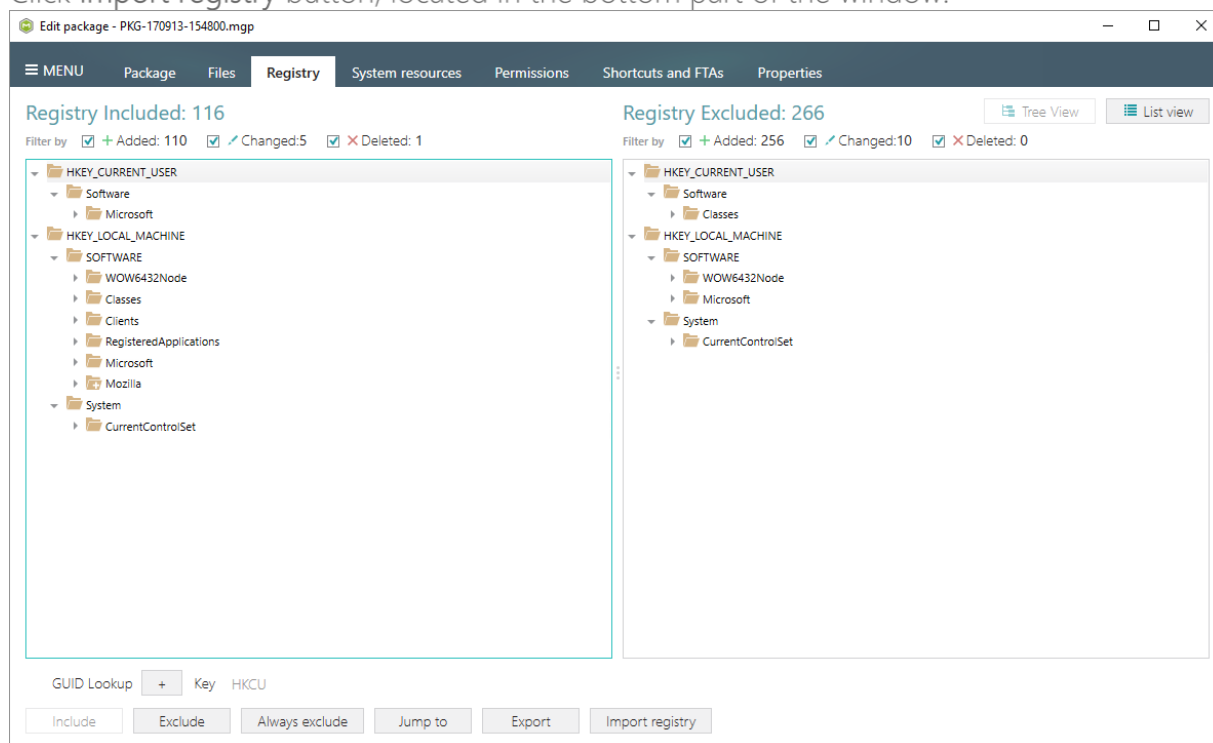 Click Import registry button, located in the bottom part of the window.
Edit package - PKG-170913-154800.mgp
MENU Package Files Registry System resources Permissions Shortcuts and FTAs Properties
Registry Included: 116
Filter by + Added: 110 Changed:5 Deleted: 1
HKEY_CURRENT_USER
Software
Microsoft
HKEY_LOCAL_MACHINE
SOFTWARE
WOW6432Node
Classes
Clients
RegisteredApplications
Microsoft
Mozilla
System
CurrentControlSet
Registry Excluded: 266 Tree View List view
Filter by + Added: 256 Changed:10 Deleted: 0
HKEY_CURRENT_USER
Software
Classes
HKEY_LOCAL_MACHINE
SOFTWARE
WOW6432Node
Microsoft
System
CurrentControlSet
GUID Lookup + Key HKCU
Include Exclude Always exclude Jump to Export Import registry